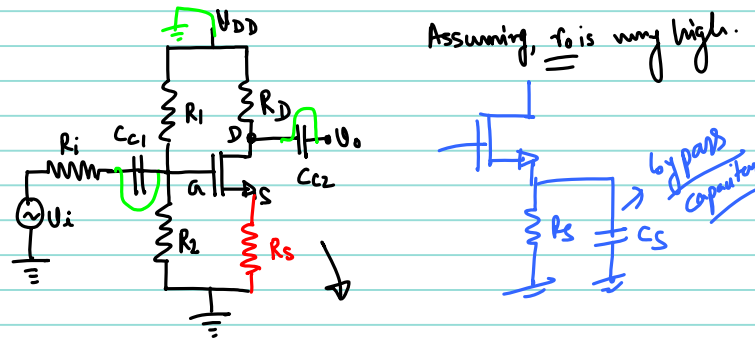 VDD
Assuming, ro is very high.
R1
RD
D
Ri
CC1
Vo
CC2
G
S
Vi
R2
Rs
Rs
Cs
bypass
capacitor